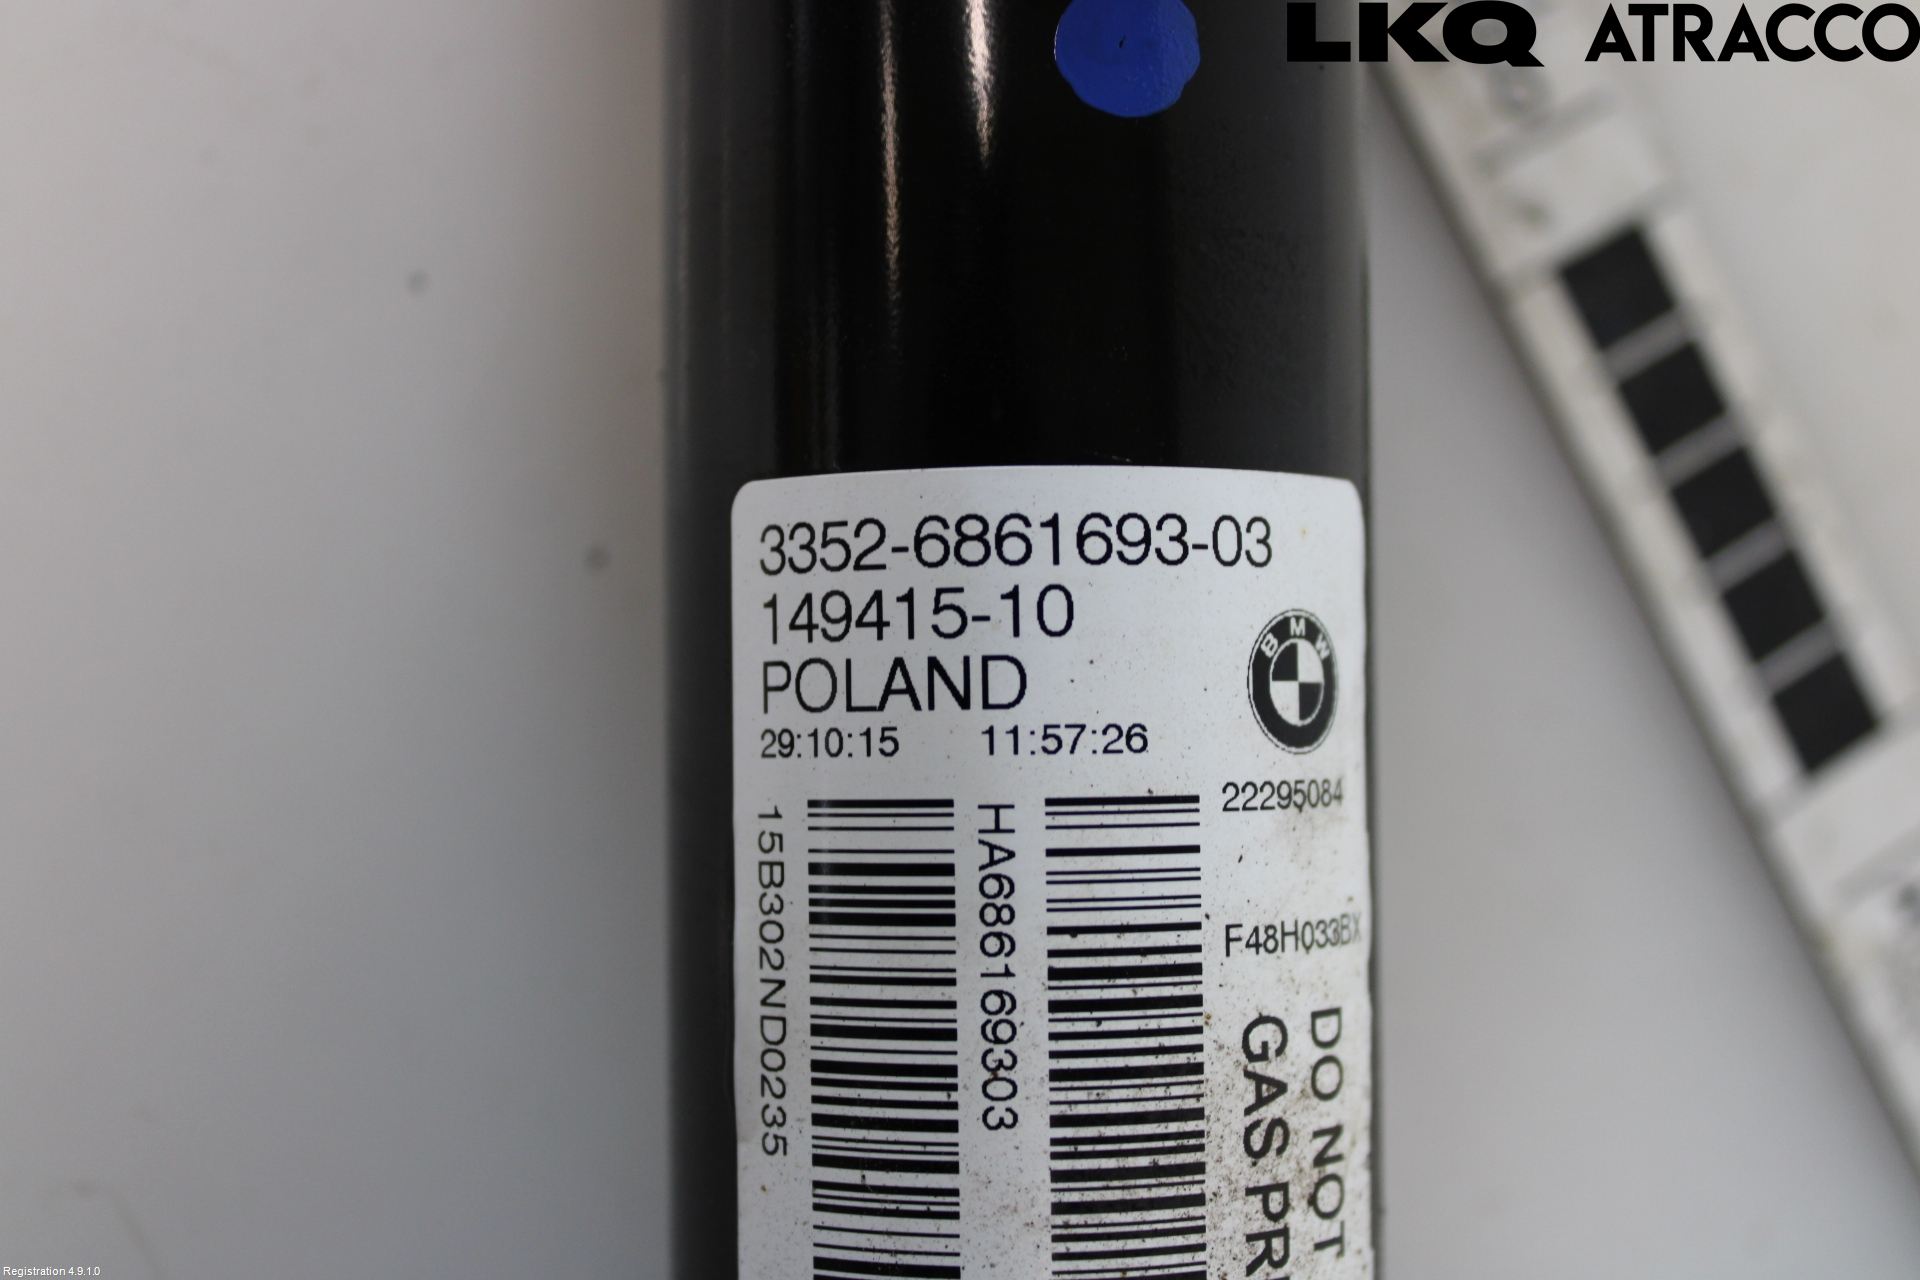 LKQ ATRACCO
3352-6861693-03
149415-10
POLAND
BMW
29:10:15 11:57:26
22295084
15B302ND0235
HA686169303
F48H033BX
DO NOT
GAS
Registration 4.9.1.0